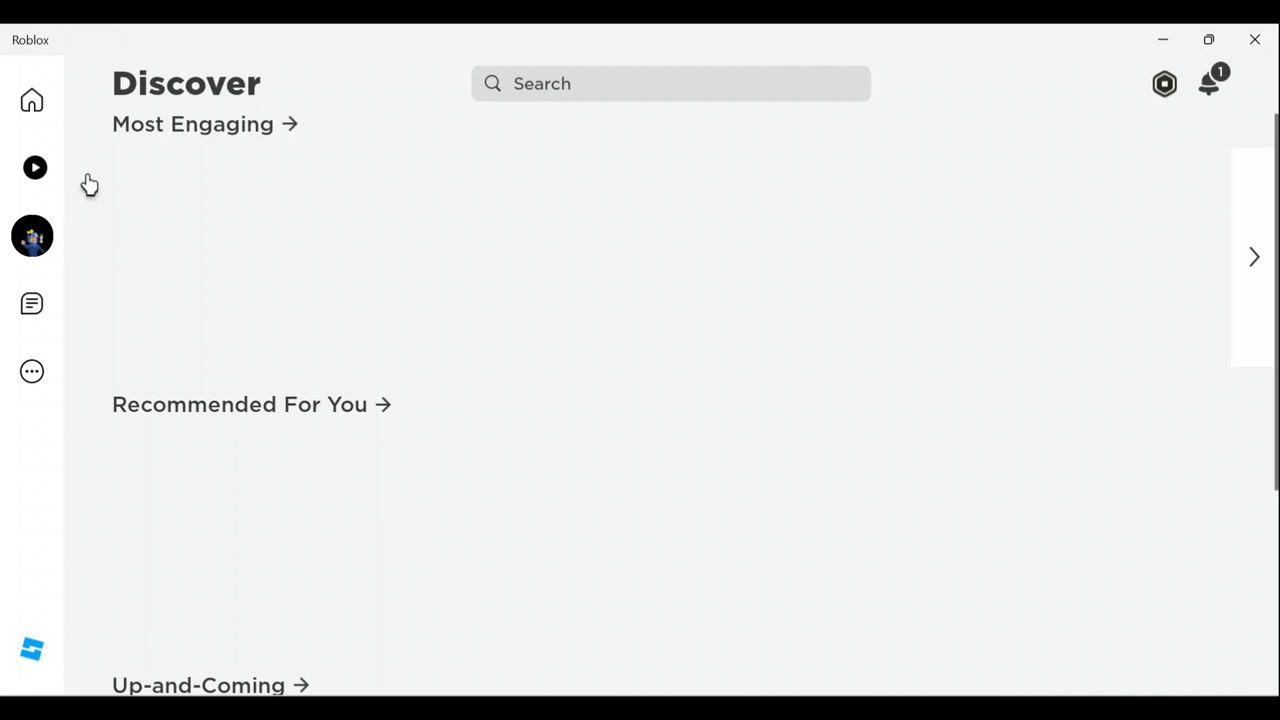 Roblox
Discover
Search
1
Most Engaging →
Recommended For You →
Up-and-Coming →